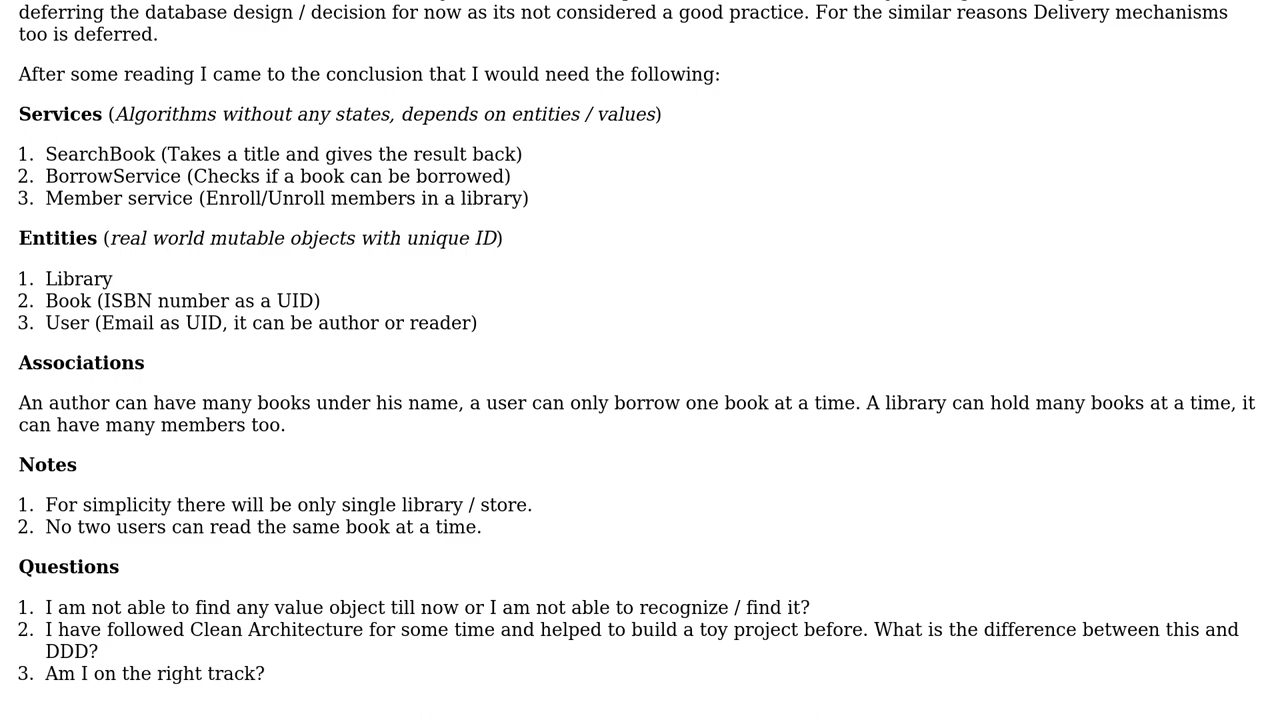 deferring the database design / decision for now as its not considered a good practice. For the similar reasons Delivery mechanisms
too is deferred.
After some reading I came to the conclusion that I would need the following:
Services (Algorithms without any states, depends on entities / values)
1. SearchBook (Takes a title and gives the result back)
2. BorrowService (Checks if a book can be borrowed)
3. Member service (Enroll/Unroll members in a library)
Entities (real world mutable objects with unique ID)
1. Library
2. Book (ISBN number as a UID)
3. User (Email as UID, it can be author or reader)
Associations
An author can have many books under his name, a user can only borrow one book at a time. A library can hold many books at a time, it
can have many members too.
Notes
1. For simplicity there will be only single library / store.
2. No two users can read the same book at a time.
Questions
1. I am not able to find any value object till now or I am not able to recognize / find it?
2. I have followed Clean Architecture for some time and helped to build a toy project before. What is the difference between this and
DDD?
3. Am I on the right track?